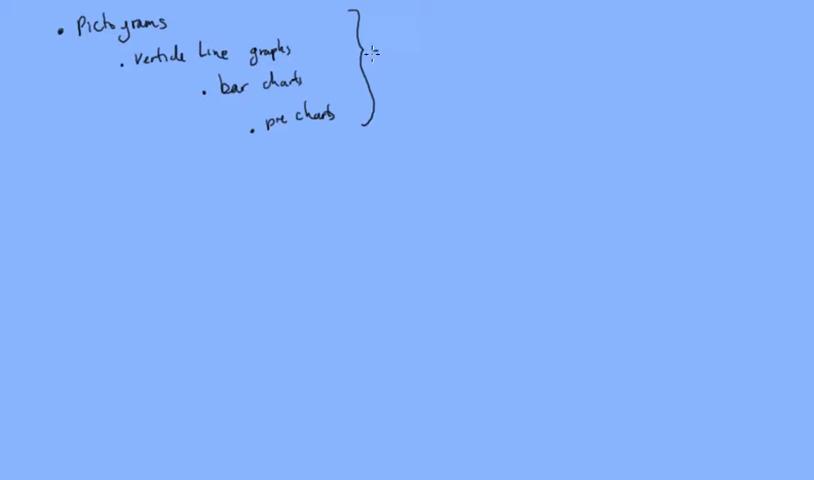 • Pictograms
• verticle Line graphs
• bar charts
• pie charts